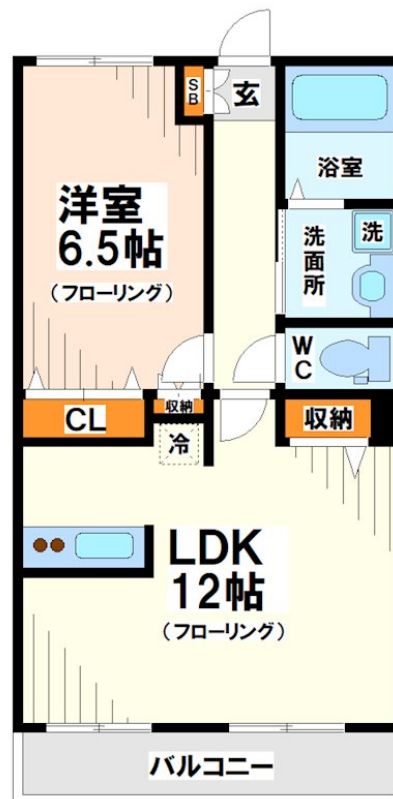 SB
玄
浴室
洋室
6.5帖
(フローリング)
洗面所
洗
WC
CL
収納
収納
冷
LDK
12帖
(フローリング)
バルコニー